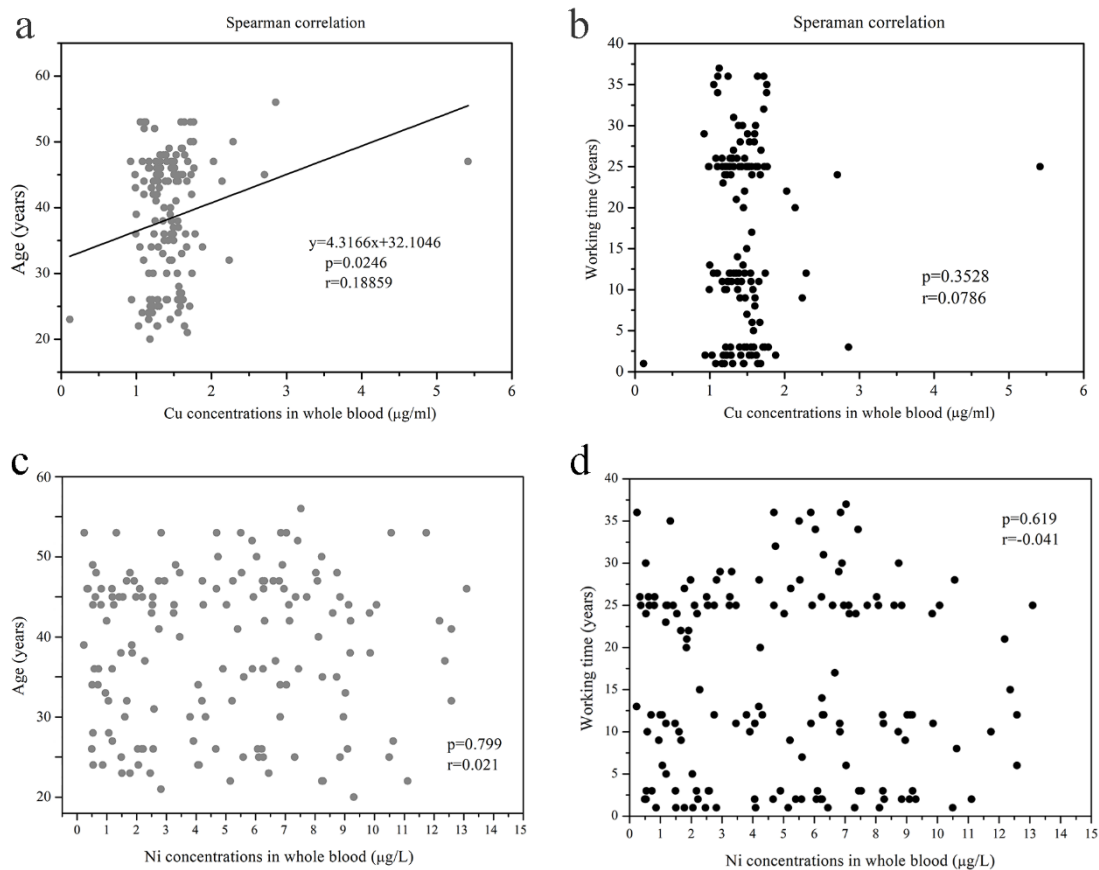 a
Spearman correlation
60
50
40
30
20
Age (years)
y=4.3166x+32.1046
p=0.0246
r=0.18859
0 1 2 3 4 5 6
Cu concentrations in whole blood (μg/ml)
b
Speraman correlation
40
35
30
25
20
15
10
5
0
Working time (years)
p=0.3528
r=0.0786
0 1 2 3 4 5 6
Cu concentrations in whole blood (μg/ml)
c
60
50
40
30
20
Age (years)
p=0.799
r=0.021
0 1 2 3 4 5 6 7 8 9 10 11 12 13 14 15
Ni concentrations in whole blood (μg/L)
d
40
35
30
25
20
15
10
5
0
Working time (years)
p=0.619
r=-0.041
0 1 2 3 4 5 6 7 8 9 10 11 12 13 14 15
Ni concentrations in whole blood (μg/L)